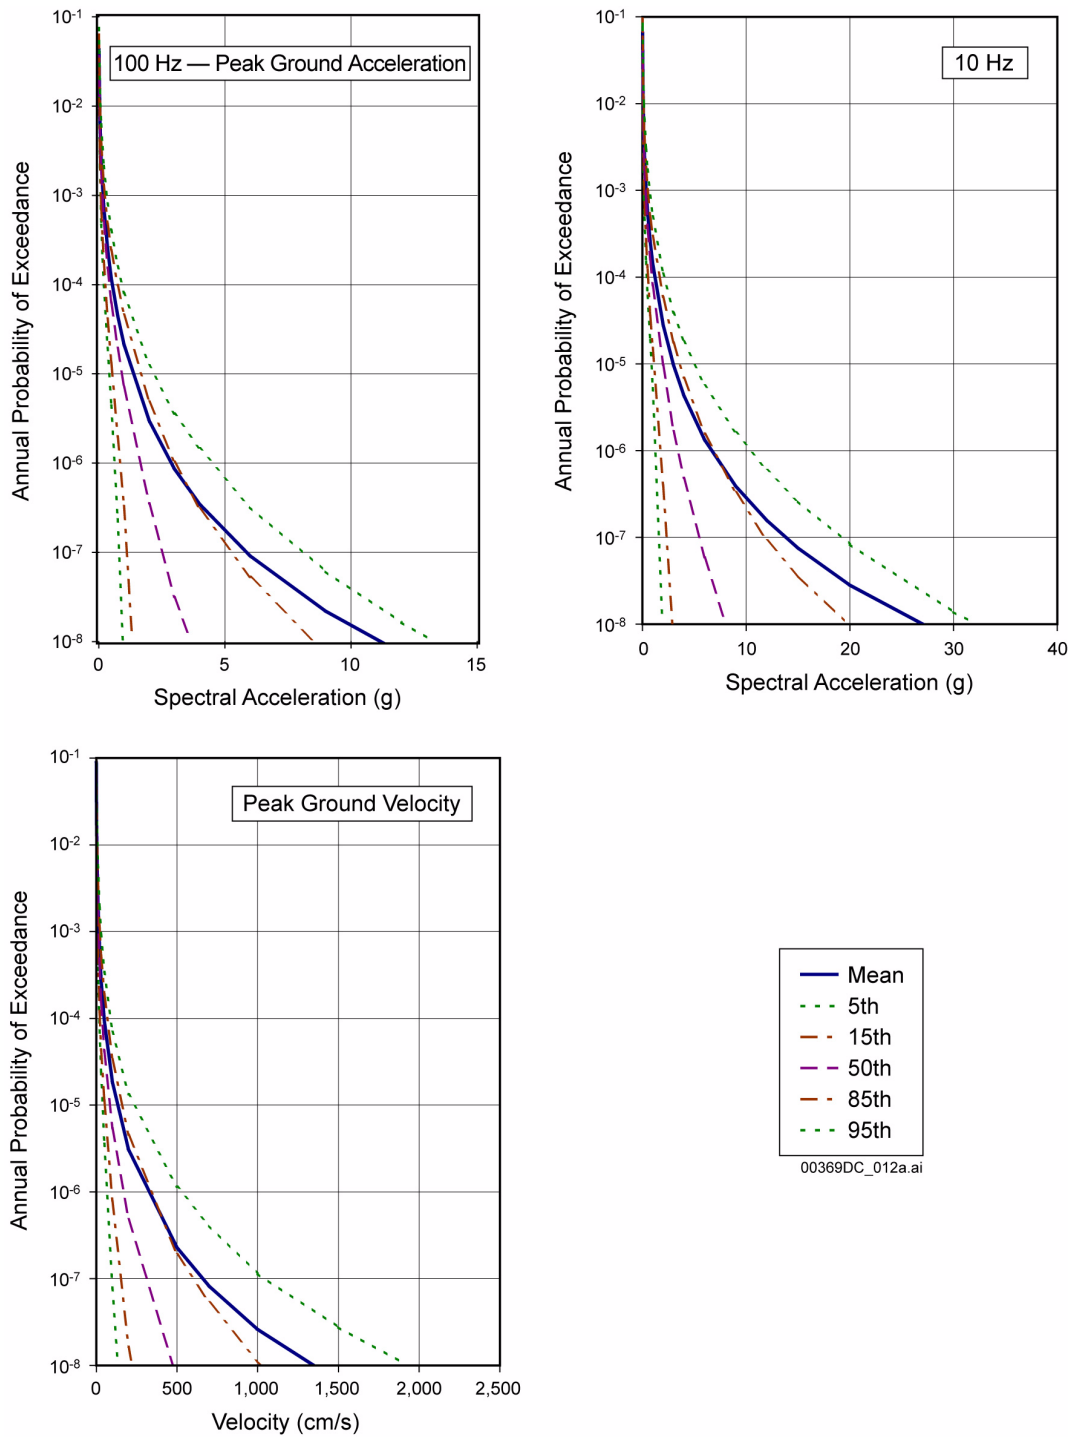 100 Hz — Peak Ground Acceleration
Annual Probability of Exceedance
10-1
10-2
10-3
10-4
10-5
10-6
10-7
10-8
0 5 10 15
Spectral Acceleration (g)
10 Hz
Annual Probability of Exceedance
10-1
10-2
10-3
10-4
10-5
10-6
10-7
10-8
0 10 20 30 40
Spectral Acceleration (g)
Peak Ground Velocity
Annual Probability of Exceedance
10-1
10-2
10-3
10-4
10-5
10-6
10-7
10-8
0 500 1,000 1,500 2,000 2,500
Velocity (cm/s)
Mean
5th
15th
50th
85th
95th
00369DC_012a.ai